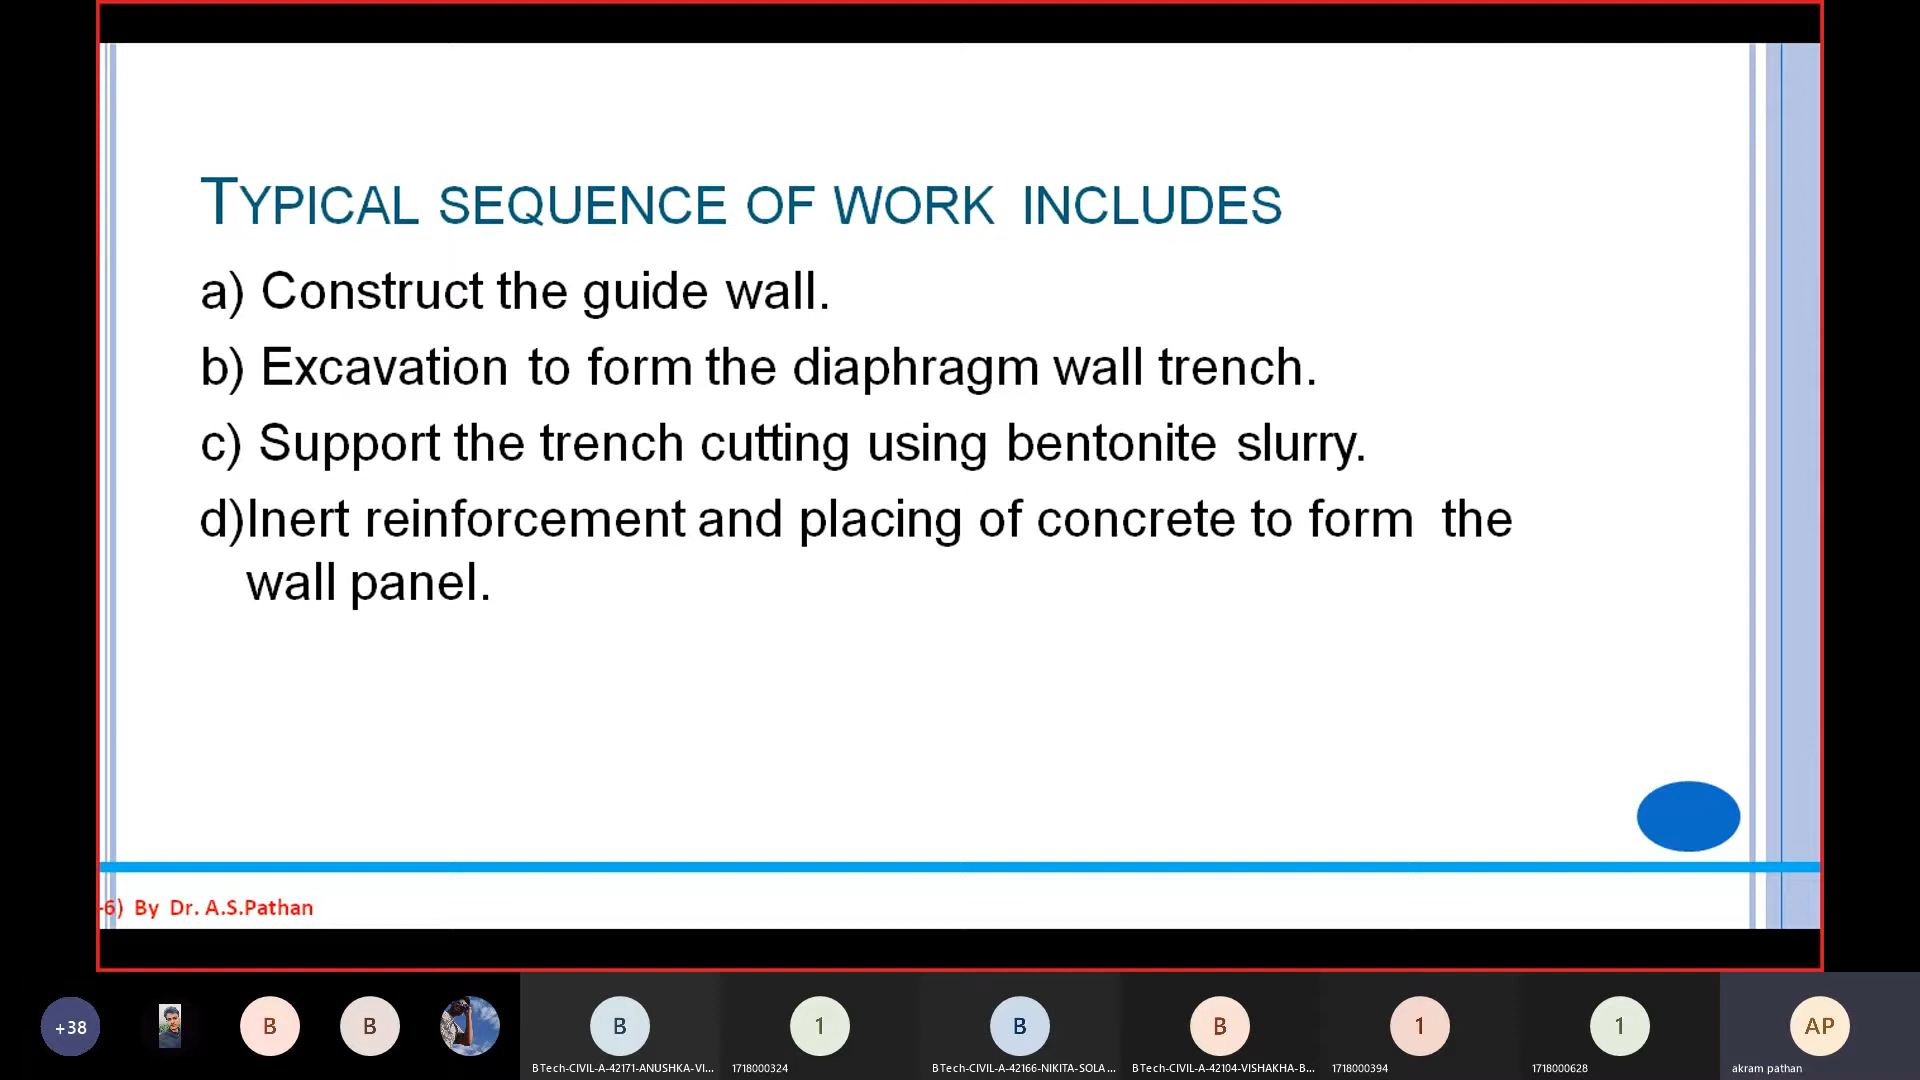 TYPICAL SEQUENCE OF WORK INCLUDES
a) Construct the guide wall.
b) Excavation to form the diaphragm wall trench.
c) Support the trench cutting using bentonite slurry.
d)Inert reinforcement and placing of concrete to form the
wall panel.
-6) By Dr. A.S.Pathan
+38
B
B
B
1
B
B
1
1
AP
BTech-CIVIL-A-42171-ANUSHKA-VI...
1718000324
BTech-CIVIL-A-42166-NIKITA-SOLA...
BTech-CIVIL-A-42104-VISHAKHA-B...
1718000394
1718000628
akram pathan